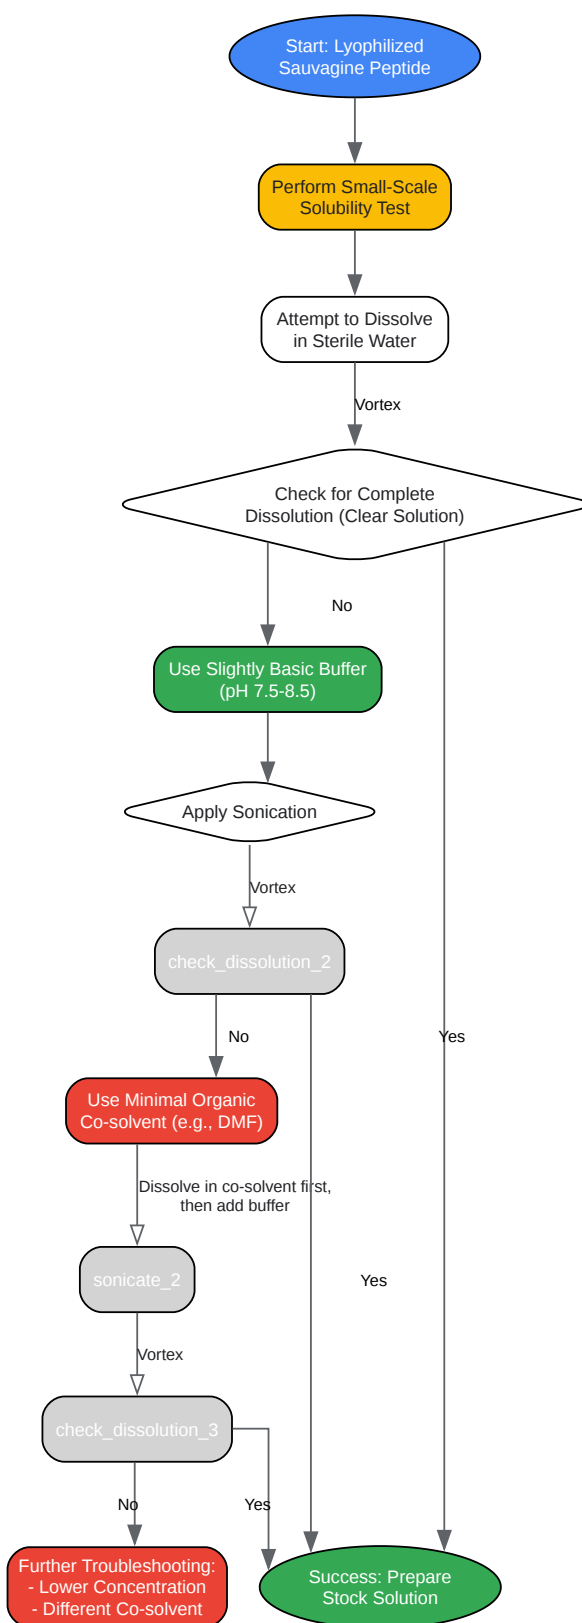 Start: Lyophilized
Sauvagine Peptide
Perform Small-Scale
Solubility Test
Attempt to Dissolve
in Sterile Water
Vortex
Check for Complete
Dissolution (Clear Solution)
No
Use Slightly Basic Buffer
(pH 7.5-8.5)
Apply Sonication
Vortex
check_dissolution_2
No
Yes
Use Minimal Organic
Co-solvent (e.g., DMF)
Dissolve in co-solvent first,
then add buffer
sonicate_2
Yes
Vortex
check_dissolution_3
No
Yes
Further Troubleshooting:
- Lower Concentration
- Different Co-solvent
Success: Prepare
Stock Solution